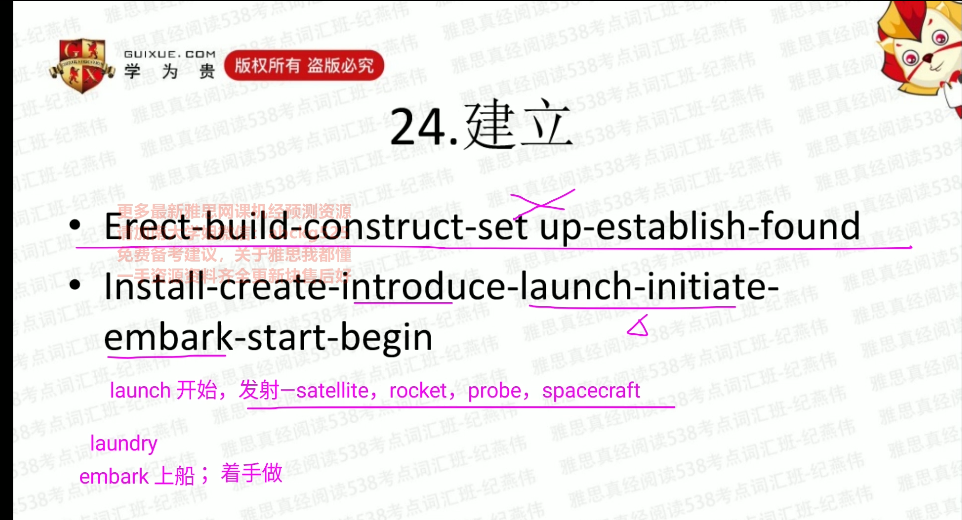 GUIXUE.COM
学为贵
版权所有 盗版必究
24.建立
更多最新雅思网课机经预测资源
• Erect-build-construct-set up-establish-found
免费备考建议，关于雅思我都懂
一手资源资料齐全更新快售后好
• Install-create-introduce-launch-initiate-
embark-start-begin
launch 开始，发射—satellite，rocket，probe，spacecraft
laundry
embark 上船；着手做
雅思真经阅读538考点词汇班-纪燕伟